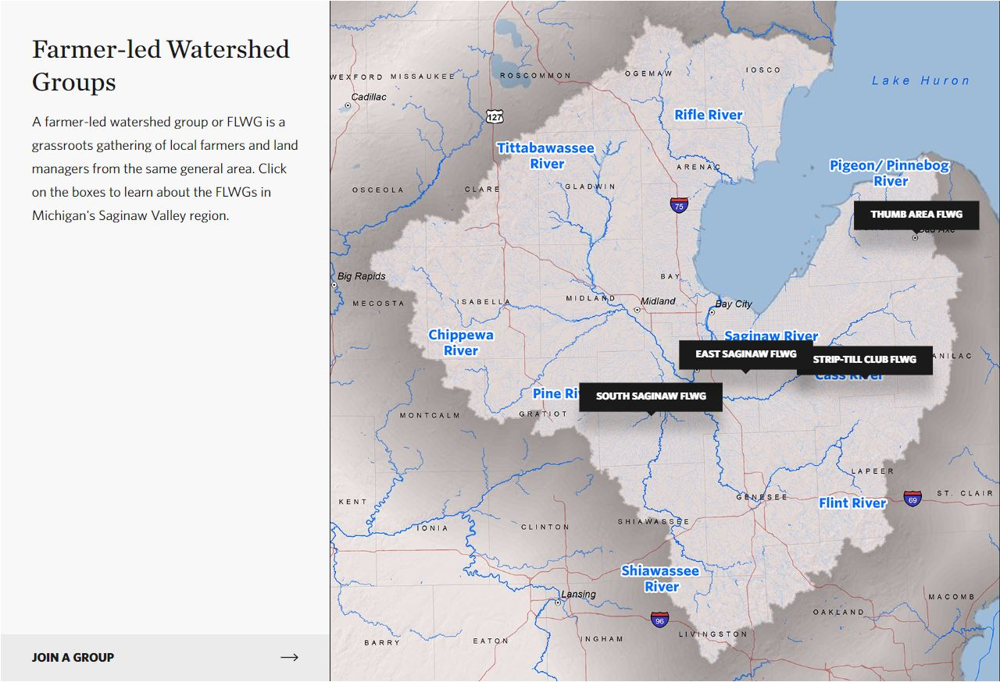 Farmer-led Watershed
Groups
A farmer-led watershed group or FLWG is a
grassroots gathering of local farmers and land
managers from the same general area. Click
on the boxes to learn about the FLWGs in
Michigan's Saginaw Valley region.
JOIN A GROUP
WEXFORD
MISSAUKEE
ROSCOMMON
OGEMAW
IOSCO
Lake Huron
Cadillac
127
Rifle River
Tittabawassee
River
ARENAC
Pigeon/ Pinnebog
River
OSCEOLA
CLARE
GLADWIN
75
THUMB AREA FLWG
Bad Axe
Big Rapids
BAY
MECOSTA
ISABELLA
MIDLAND
Midland
Bay City
Chippewa
River
Saginaw River
EAST SAGINAW FLWG
STRIP-TILL CLUB FLWG
ANILAC
Cass River
Pine Ri
SOUTH SAGINAW FLWG
MONTCALM
GRATIOT
LAPEER
KENT
GENESEE
Flint River
69
ST. CLAIR
IONIA
CLINTON
SHIAWASSEE
Shiawassee
River
Lansing
MACOMB
96
OAKLAND
BARRY
EATON
INGHAM
LIVINGSTON